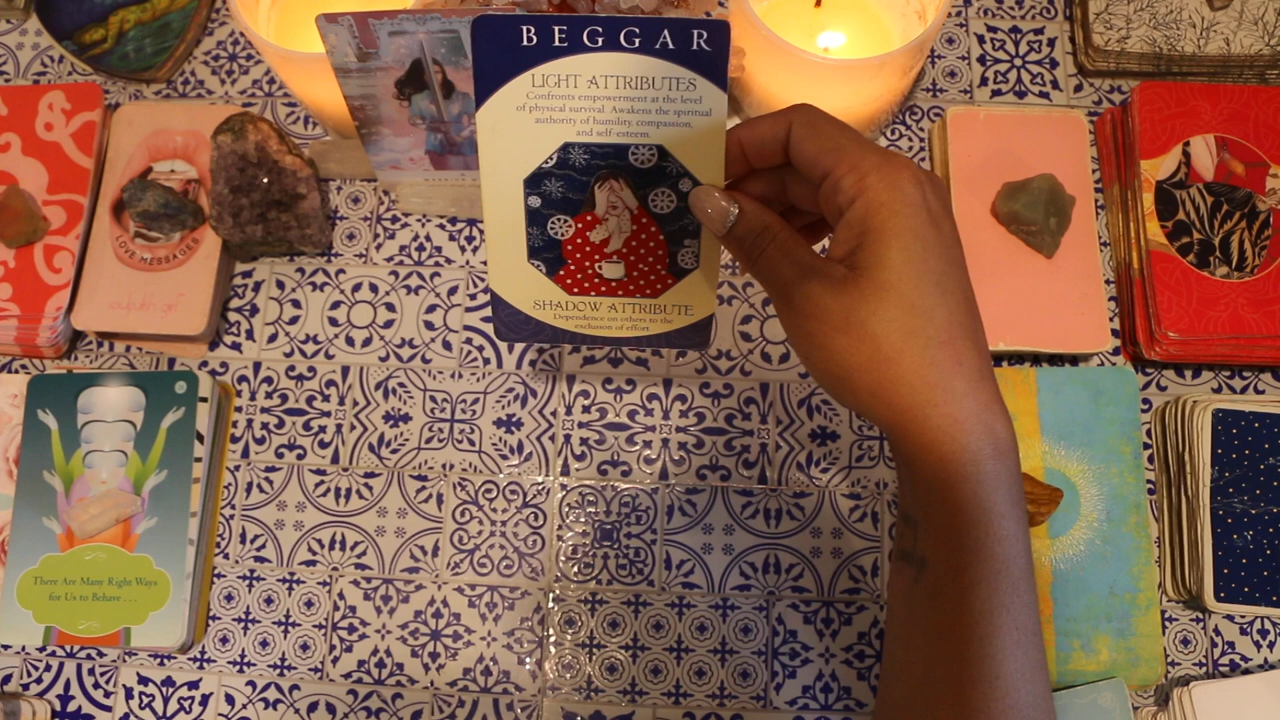 BEGGAR
LIGHT ATTRIBUTES
Confronts empowerment at the level
of physical survival. Awakens the spiritual
authority of humility, compassion,
and self-esteem.
SHADOW ATTRIBUTE
Dependence on others to the
exclusion of effort
LOVE MESSAGES
There Are Many Right Ways
for Us to Behave . . .